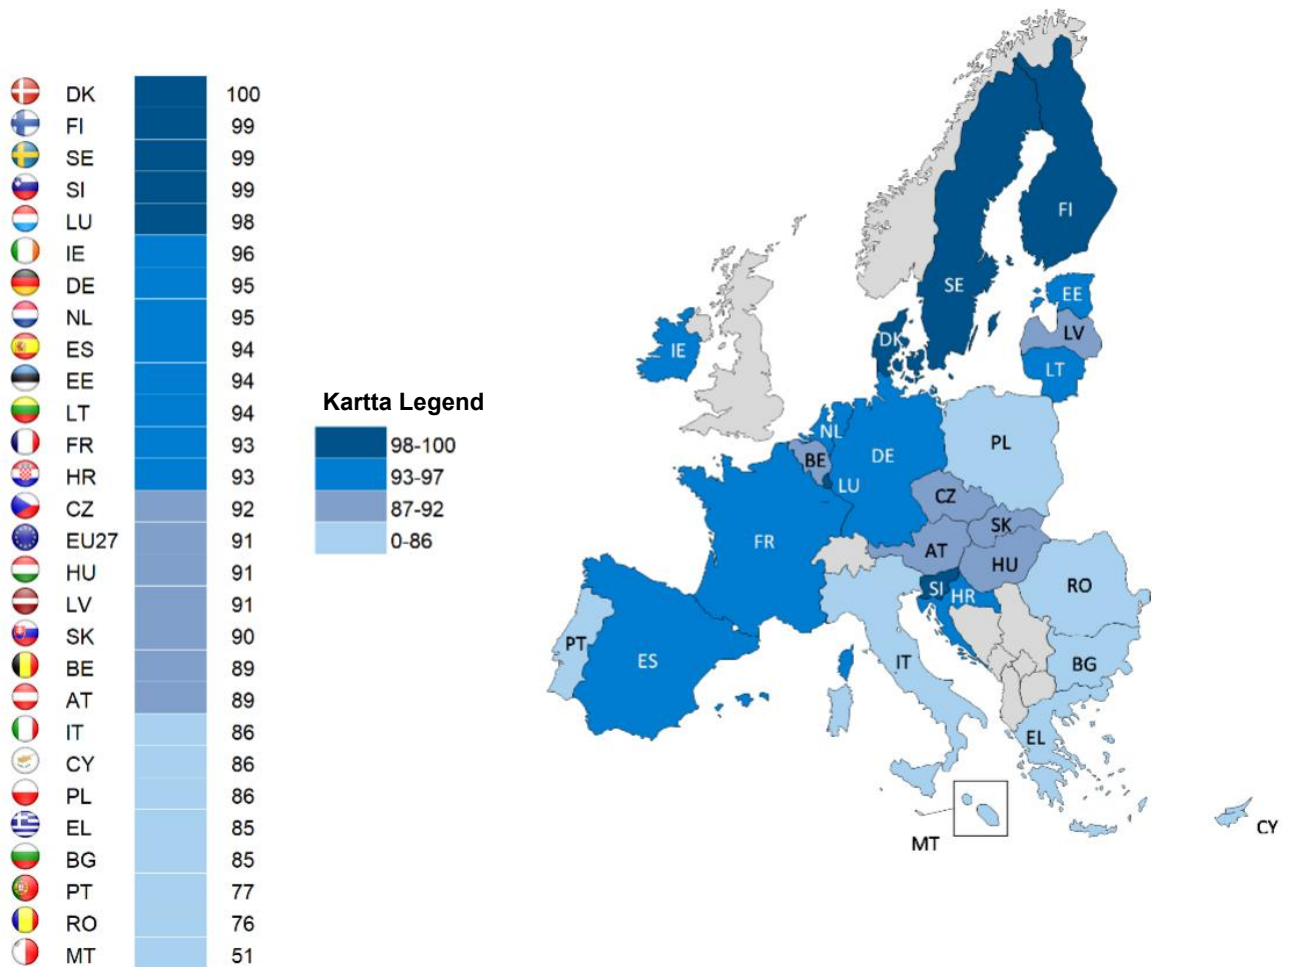 DK 100
FI 99
SE 99
SI 99
LU 98
IE 96
DE 95
NL 95
ES 94
EE 94
LT 94
FR 93
HR 93
CZ 92
EU27 91
HU 91
LV 91
SK 90
BE 89
AT 89
IT 86
CY 86
PL 86
EL 85
BG 85
PT 77
RO 76
MT 51
Kartta Legend
98-100
93-97
87-92
0-86
FI
SE
EE
LV
LT
DK
IE
NL
PL
BE
DE
LU
CZ
SK
FR
AT
HU
SI
HR
RO
PT
ES
IT
BG
EL
MT
CY